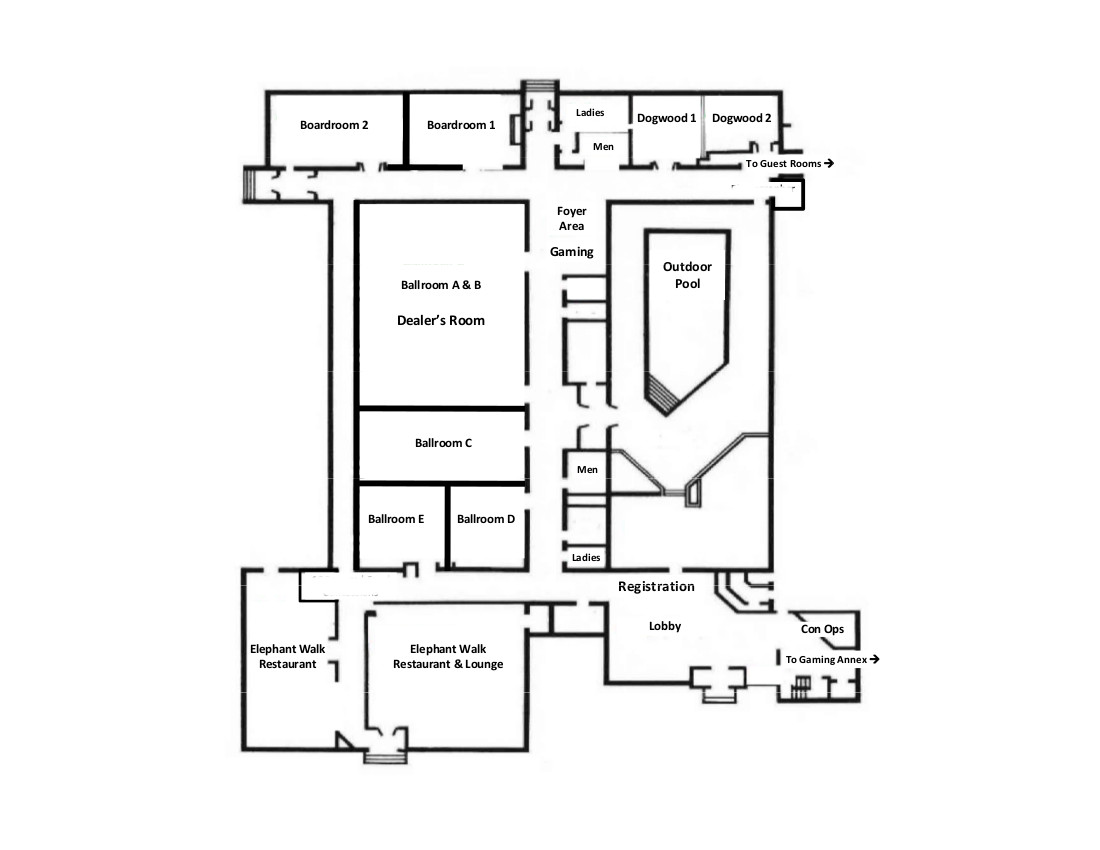 Boardroom 2
Boardroom 1
Ladies
Men
Dogwood 1
Dogwood 2
To Guest Rooms →
Foyer
Area
Gaming
Outdoor
Pool
Ballroom A & B
Dealer's Room
Ballroom C
Men
Ballroom E
Ballroom D
Ladies
Registration
Lobby
Con Ops
To Gaming Annex →
Elephant Walk
Restaurant
Elephant Walk
Restaurant & Lounge